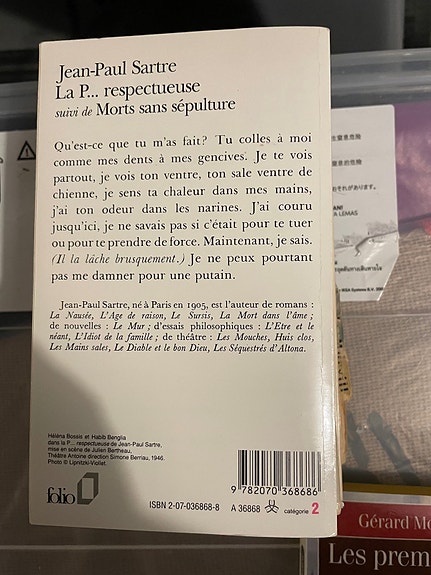 Jean-Paul Sartre
La P... respectueuse
suivi de Morts sans sépulture
Qu'est-ce que tu m'as fait? Tu colles à moi
comme mes dents à mes gencives. Je te vois
partout, je vois ton ventre, ton sale ventre de
chienne, je sens ta chaleur dans mes mains,
j'ai ton odeur dans les narines. J'ai couru
jusqu'ici, je ne savais pas si c'était pour te tuer
ou pour te prendre de force. Maintenant, je sais.
(Il la lâche brusquement.) Je ne peux pourtant
pas me damner pour une putain.
Jean-Paul Sartre, né à Paris en 1905, est l'auteur de romans :
La Nausée, L'Age de raison, Le Sursis, La Mort dans l'âme ;
de nouvelles : Le Mur ; d'essais philosophiques : L'Etre et le
néant, L'Idiot de la famille ; de théâtre : Les Mouches, Huis clos,
Les Mains sales, Le Diable et le bon Dieu, Les Séquestrés d'Altona.
Héléna Bossis et Habib Benglia
dans la P... respectueuse de Jean-Paul Sartre,
mise en scène de Julien Bertheau,
Théâtre Antoine direction Simone Berriau, 1946.
Photo © Lipnitzki-Viollet.
folio
9 782070 368686
ISBN 2-07-036868-8 A 36868 catégorie 2
LEMAS
Gérard Mo
Les prem